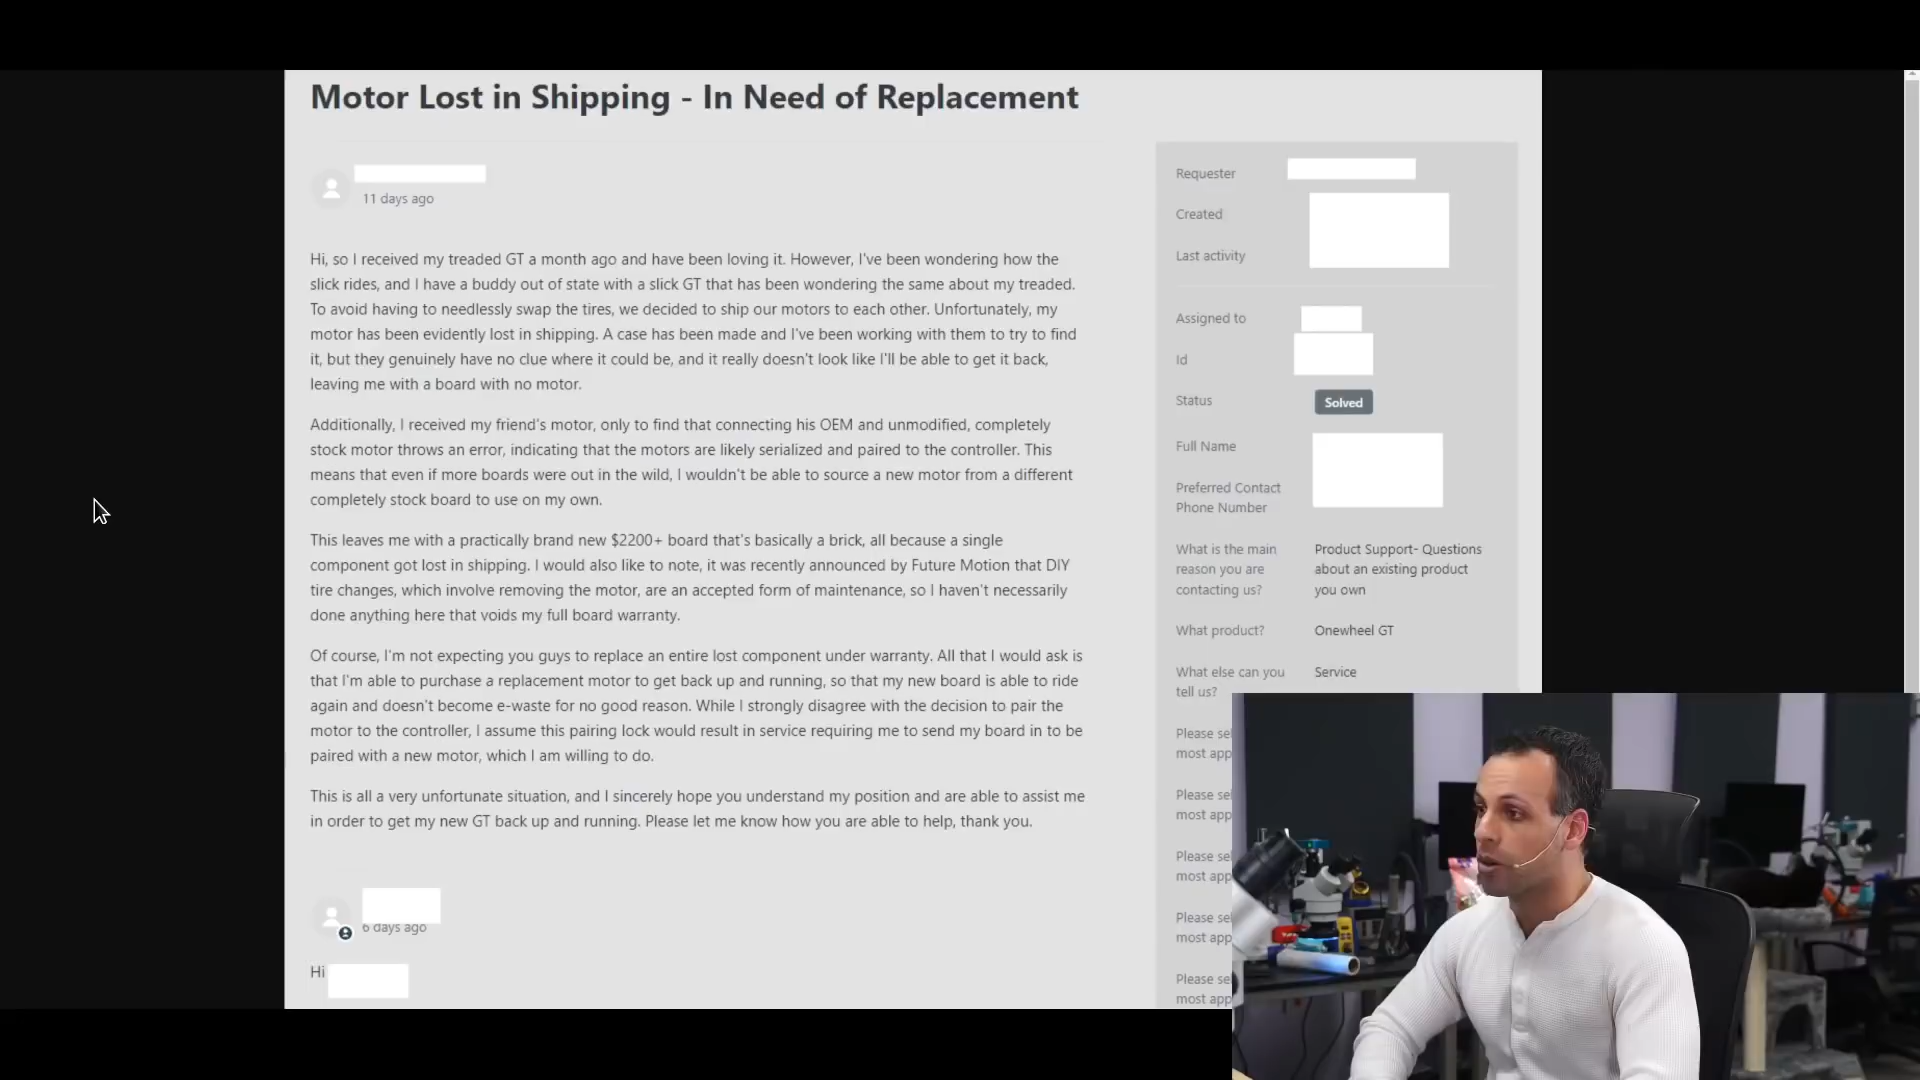 Motor Lost in Shipping - In Need of Replacement
11 days ago
Hi, so I received my treaded GT a month ago and have been loving it. However, I've been wondering how the
slick rides, and I have a buddy out of state with a slick GT that has been wondering the same about my treaded.
To avoid having to needlessly swap the tires, we decided to ship our motors to each other. Unfortunately, my
motor has been evidently lost in shipping. A case has been made and I've been working with them to try to find
it, but they genuinely have no clue where it could be, and it really doesn't look like I'll be able to get it back,
leaving me with a board with no motor.
Additionally, I received my friend's motor, only to find that connecting his OEM and unmodified, completely
stock motor throws an error, indicating that the motors are likely serialized and paired to the controller. This
means that even if more boards were out in the wild, I wouldn't be able to source a new motor from a different
completely stock board to use on my own.
This leaves me with a practically brand new $2200+ board that's basically a brick, all because a single
component got lost in shipping. I would also like to note, it was recently announced by Future Motion that DIY
tire changes, which involve removing the motor, are an accepted form of maintenance, so I haven't necessarily
done anything here that voids my full board warranty.
Of course, I'm not expecting you guys to replace an entire lost component under warranty. All that I would ask is
that I'm able to purchase a replacement motor to get back up and running, so that my new board is able to ride
again and doesn't become e-waste for no good reason. While I strongly disagree with the decision to pair the
motor to the controller, I assume this pairing lock would result in service requiring me to send my board in to be
paired with a new motor, which I am willing to do.
This is all a very unfortunate situation, and I sincerely hope you understand my position and are able to assist me
in order to get my new GT back up and running. Please let me know how you are able to help, thank you.
6 days ago
Hi
Requester
Created
Last activity
Assigned to
Id
Status
Solved
Full Name
Preferred Contact
Phone Number
What is the main
reason you are
contacting us?
Product Support- Questions
about an existing product
you own
What product?
Onewheel GT
What else can you
tell us?
Service
Please sel
most app
Please sel
most app
Please sel
most app
Please sel
most app
Please sel
most app